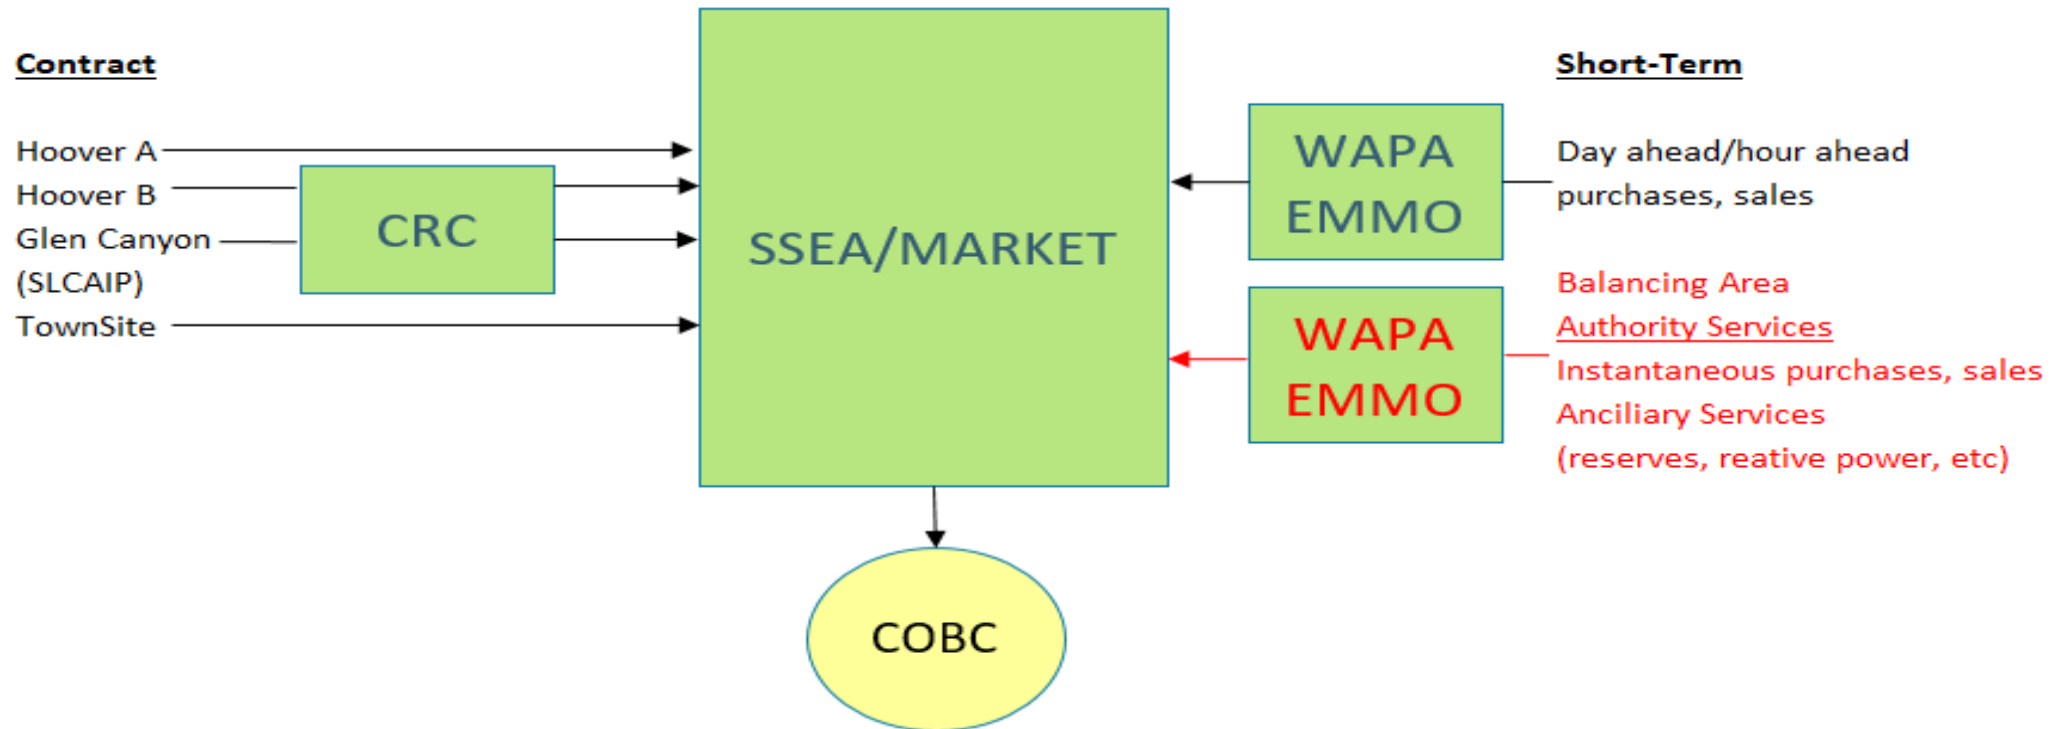 Contract
Hoover A
Hoover B
Glen Canyon
(SLCAIP)
TownSite
CRC
SSEA/MARKET
COBC
WAPA
EMMO
WAPA
EMMO
Short-Term
Day ahead/hour ahead
purchases, sales
Balancing Area
Authority Services
Instantaneous purchases, sales
Anciliary Services
(reserves, reative power, etc)